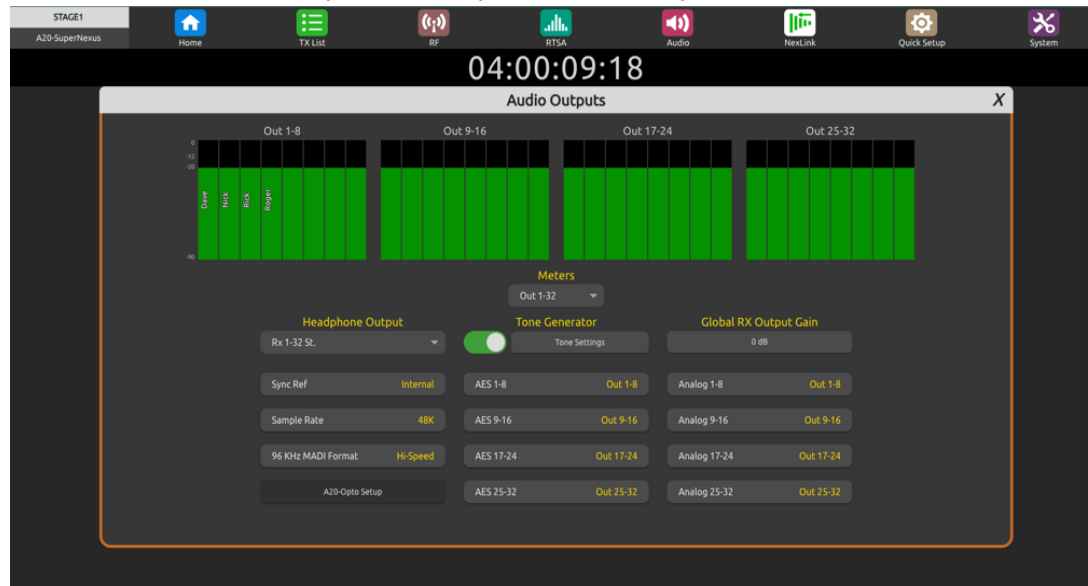 STAGE1
A20-SuperNexus
Home
TX List
RF
RTSA
Audio
NexLink
Quick Setup
System
04:00:09:18
Audio Outputs
X
Out 1-8
Out 9-16
Out 17-24
Out 25-32
0
-12
-20
-90
Dave
Nick
Rick
Roger
Meters
Out 1-32
Headphone Output
Tone Generator
Global RX Output Gain
Rx 1-32 St.
Tone Settings
0 dB
Sync Ref Internal
AES 1-8 Out 1-8
Analog 1-8 Out 1-8
Sample Rate 48K
AES 9-16 Out 9-16
Analog 9-16 Out 9-16
96 KHz MADI Format Hi-Speed
AES 17-24 Out 17-24
Analog 17-24 Out 17-24
A20-Opto Setup
AES 25-32 Out 25-32
Analog 25-32 Out 25-32